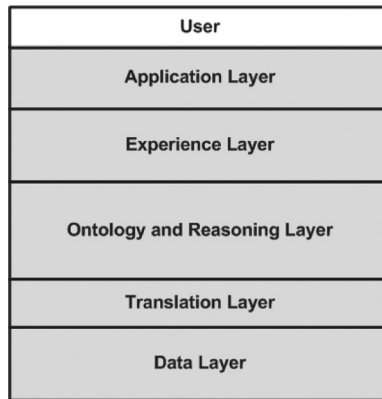 User
Application Layer
Experience Layer
Ontology and Reasoning Layer
Translation Layer
Data Layer